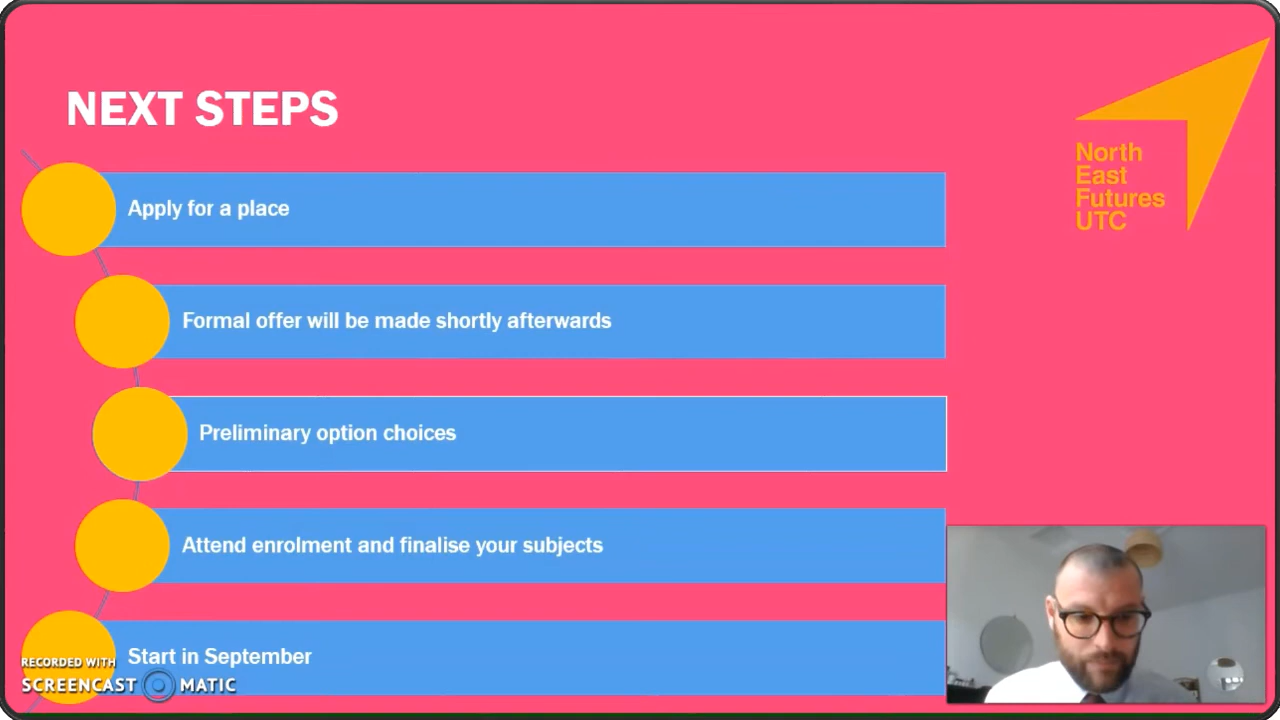 NEXT STEPS
North
East
Futures
UTC
Apply for a place
Formal offer will be made shortly afterwards
Preliminary option choices
Attend enrolment and finalise your subjects
Start in September
RECORDED WITH
SCREENCAST MATIC